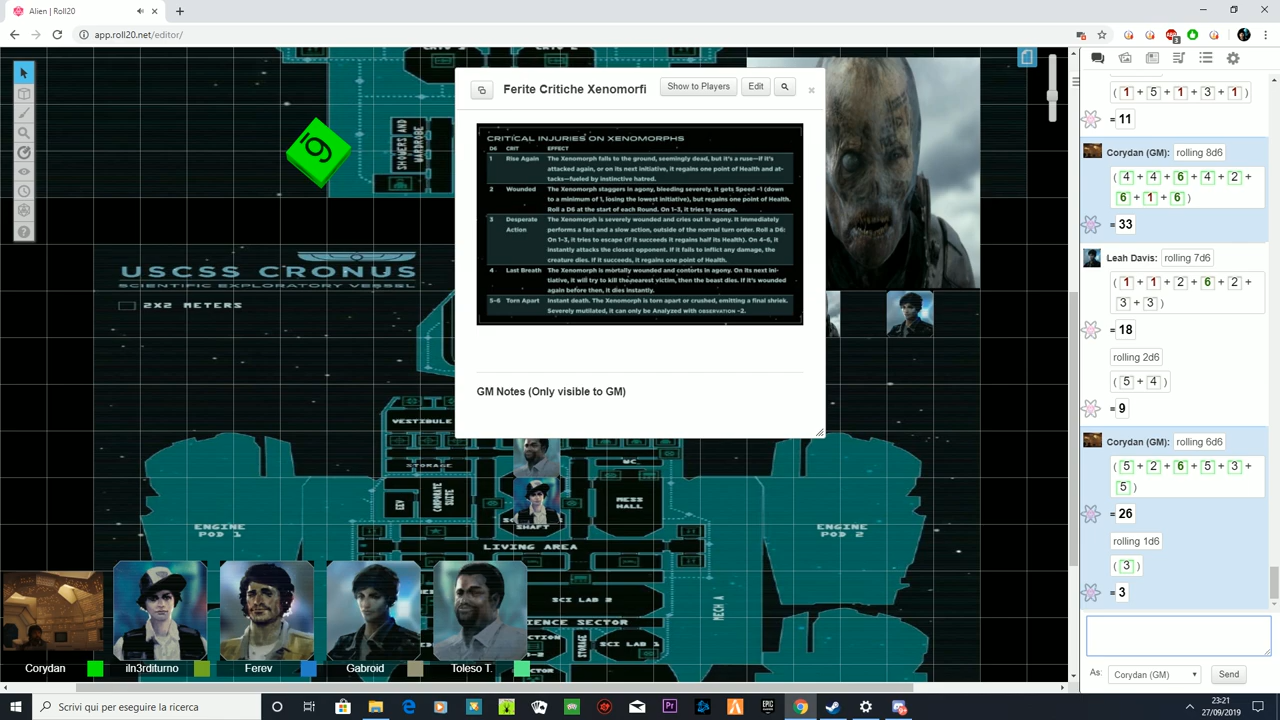 Alien | Roll20
app.roll20.net/editor/
Ferite Critiche Xenomorfi
Show to Players
Edit
CRITICAL INJURIES ON XENOMORPHS
D6 CRIT EFFECT
1 Rise Again The Xenomorph falls to the ground, seemingly dead, but it's a ruse—if it's
attacked again, or on its next initiative, it regains one point of Health and at-
tacks—fueled by instinctive hatred.
2 Wounded The Xenomorph staggers in agony, bleeding severely. It gets Speed -1 (down
to a minimum of 1, losing the lowest initiative), but regains one point of Health.
Roll a D6 at the start of each Round. On 1–3, it tries to escape.
3 Desperate Action The Xenomorph is severely wounded and cries out in agony. It immediately
performs a fast and a slow action, outside of the normal turn order. Roll a D6:
On 1–3, it tries to escape (if it succeeds it regains half its Health). On 4–6, it
instantly attacks the closest opponent. If it fails to inflict any damage, the
creature dies. If it succeeds, it regains one point of Health.
4 Last Breath The Xenomorph is mortally wounded and contorts in agony. On its next ini-
tiative, it will try to kill the nearest victim, then the beast dies. If it's wounded
again before then, it dies instantly.
5–6 Torn Apart Instant death. The Xenomorph is torn apart or crushed, emitting a final shriek.
Severely mutilated, it can only be Analyzed with OBSERVATION -2.
GM Notes (Only visible to GM)
SHOWERS AND
WARDROBE
USCSS CRONUS
SCIENTIFIC EXPLORATORY VESSEL
2X2 METERS
VESTIBULE
STORAGE
WC
EEV
CORPORATE
SUITE
MESS
HALL
SHAFT
ENGINE
POD 1
ENGINE
POD 2
LIVING AREA
SCI LAB 2
SCIENCE SECTOR
STORAGE
SCI LAB 1
MECH A
Corydan
iln3rditurno
Ferev
Gabroid
Toleso T.
+ 5 + 1 + 3 + 1 )
= 11
Corydan (GM): rolling 8d6
4 + 4 + 6 + 4 + 2 +
= 33
Leah Davis: rolling 7d6
1 + 1 + 2 + 6 + 2 +
= 18
rolling 2d6
( 5 + 4 )
= 9
Corydan (GM): rolling 6d6
2 + 6 + 5 + 3 +
5
= 26
rolling 1d6
3
= 3
As: Corydan (GM)
Send
Scrivi qui per eseguire la ricerca
23:21
27/09/2019